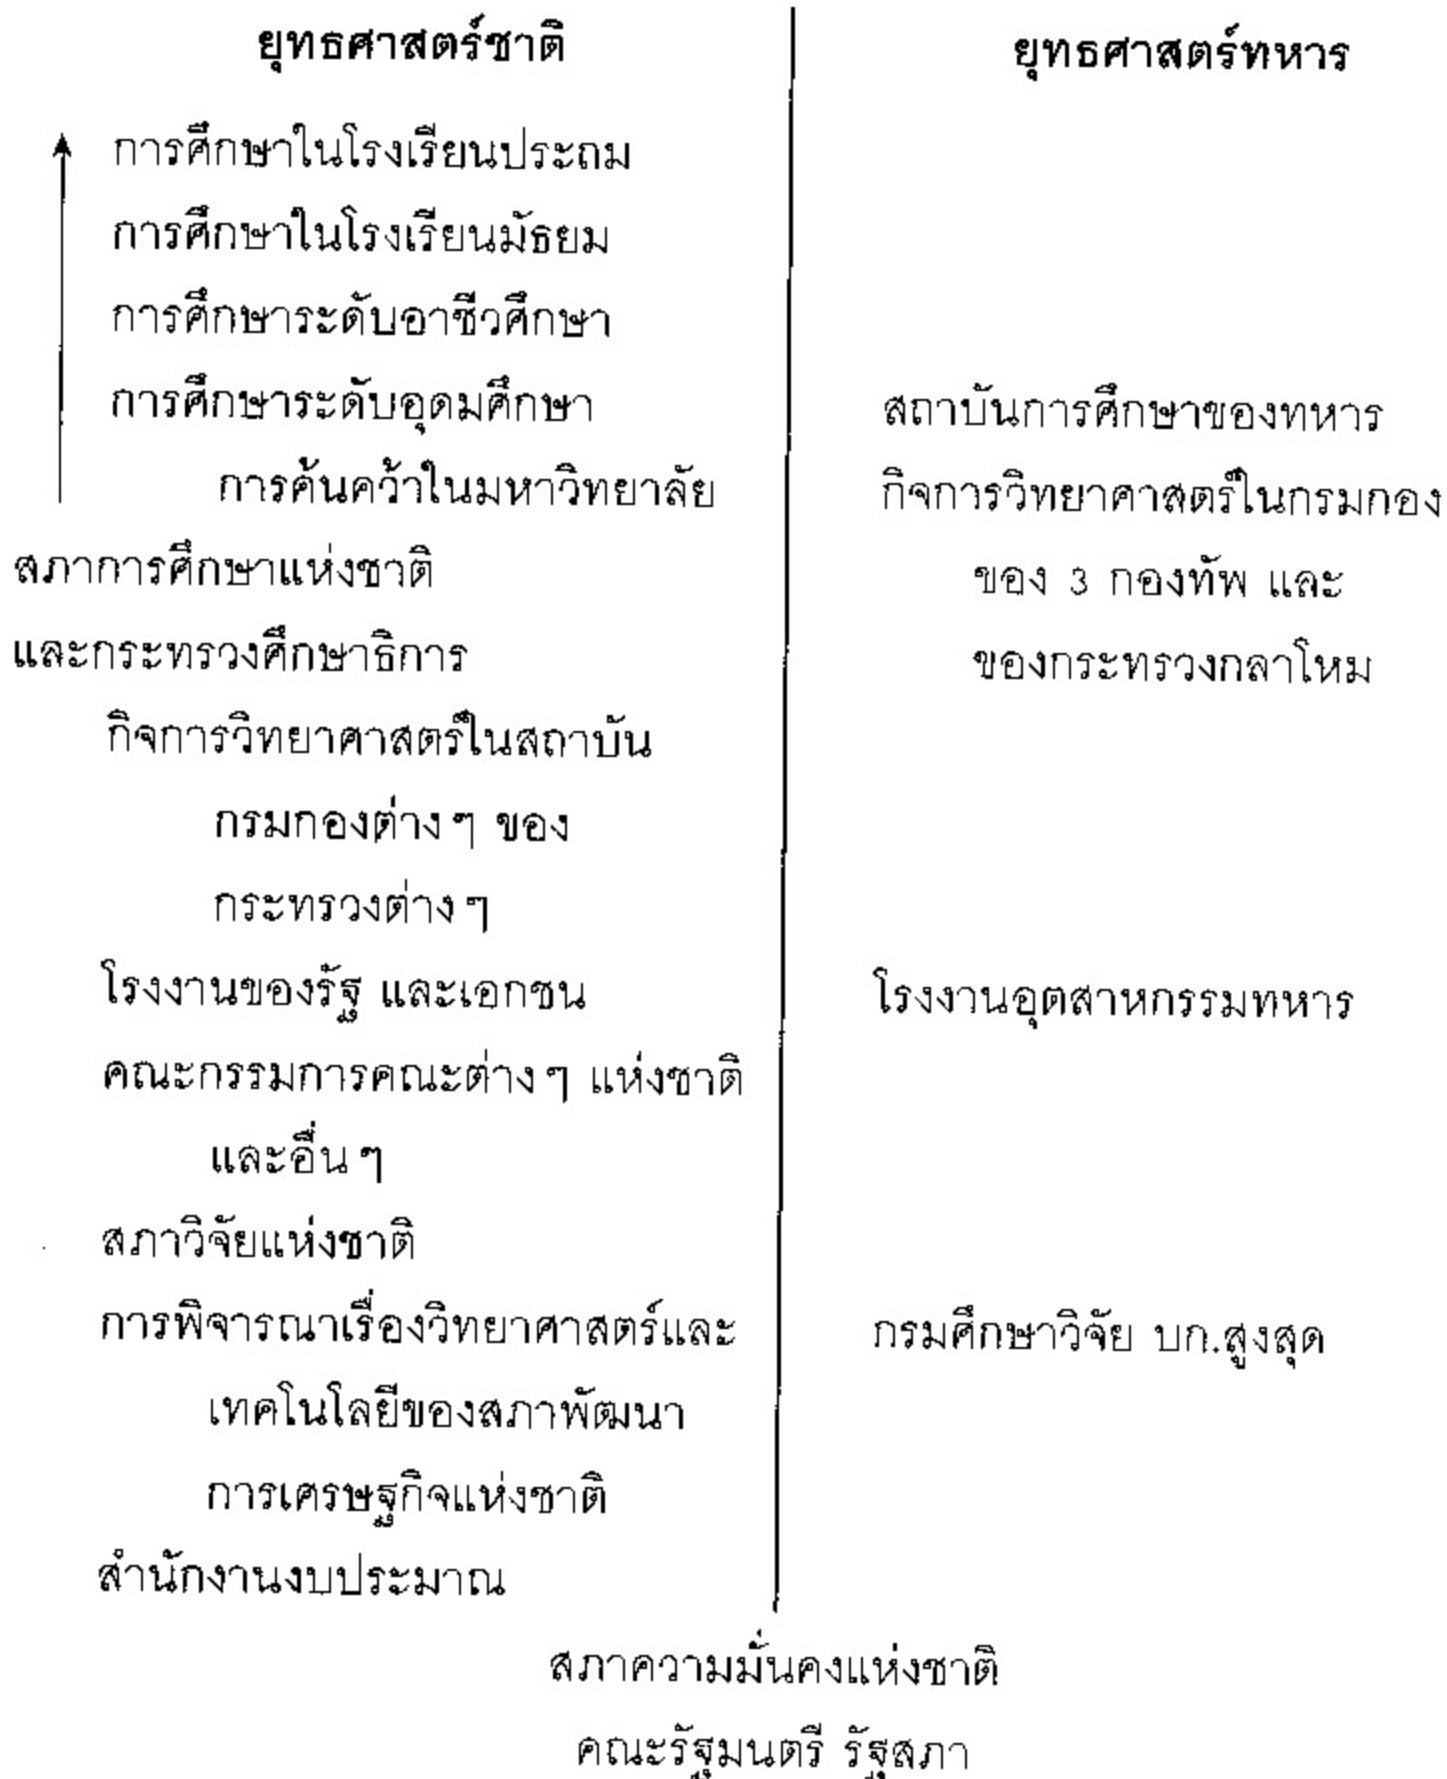 ยุทธศาสตร์ชาติ
การศึกษาในโรงเรียนประถม
การศึกษาในโรงเรียนมัธยม
การศึกษาระดับอาชีวศึกษา
การศึกษาระดับอุดมศึกษา
การค้นคว้าในมหาวิทยาลัย
สภาการศึกษาแห่งชาติ
และกระทรวงศึกษาธิการ
กิจการวิทยาศาสตร์ในสถาบัน
กรมกองต่างๆ ของ
กระทรวงต่างๆ
โรงงานของรัฐ และเอกชน
คณะกรรมการคณะต่างๆ แห่งชาติ
และอื่นๆ
สภาวิจัยแห่งชาติ
การพิจารณาเรื่องวิทยาศาสตร์และ
เทคโนโลยีของสภาพัฒนา
การเศรษฐกิจแห่งชาติ
สำนักงานงบประมาณ
ยุทธศาสตร์ทหาร
สถาบันการศึกษาของทหาร
กิจการวิทยาศาสตร์ในกรมกอง
ของ 3 กองทัพ และ
ของกระทรวงกลาโหม
โรงงานอุตสาหกรรมทหาร
กรมศึกษาวิจัย บก.สูงสุด
สภาความมั่นคงแห่งชาติ
คณะรัฐมนตรี รัฐสภา